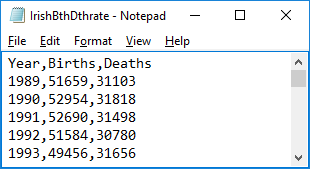 IrishBthDthrate - Notepad
File Edit Format View Help
Year,Births,Deaths
1989,51659,31103
1990,52954,31818
1991,52690,31498
1992,51584,30780
1993,49456,31656